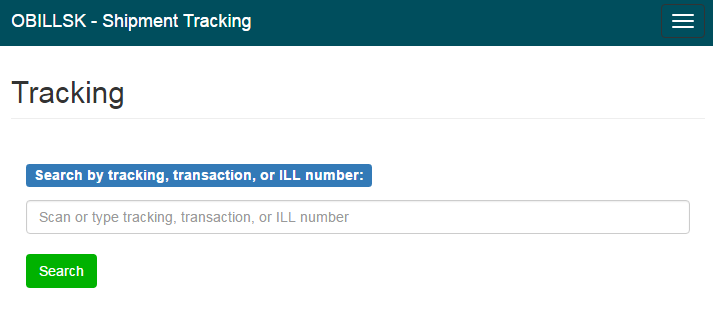 OBILLSK - Shipment Tracking
Tracking
Search by tracking, transaction, or ILL number:
Scan or type tracking, transaction, or ILL number
Search